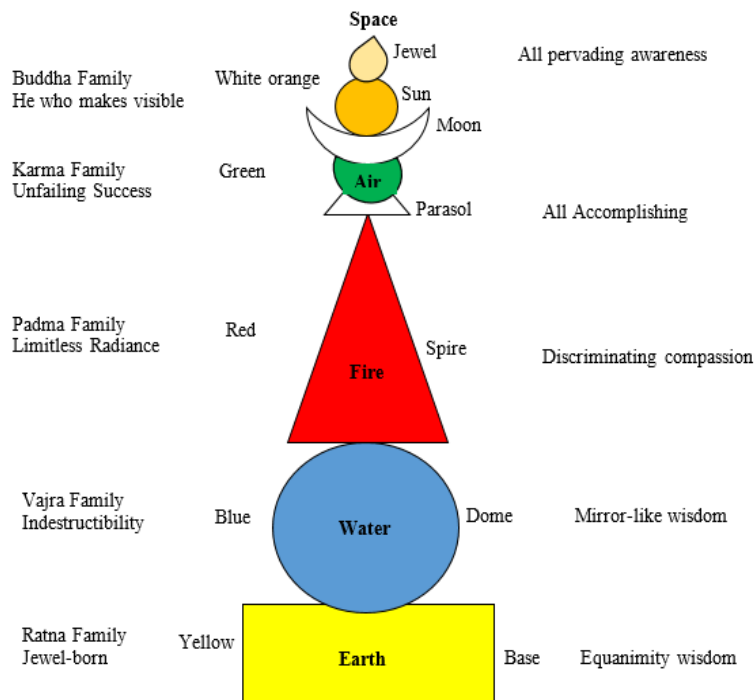 Space
Jewel
All pervading awareness
Buddha Family
He who makes visible
White orange
Sun
Moon
Karma Family
Unfailing Success
Green
Air
Parasol
All Accomplishing
Padma Family
Limitless Radiance
Red
Spire
Fire
Discriminating compassion
Vajra Family
Indestructibility
Blue
Water
Dome
Mirror-like wisdom
Ratna Family
Jewel-born
Yellow
Earth
Base
Equanimity wisdom